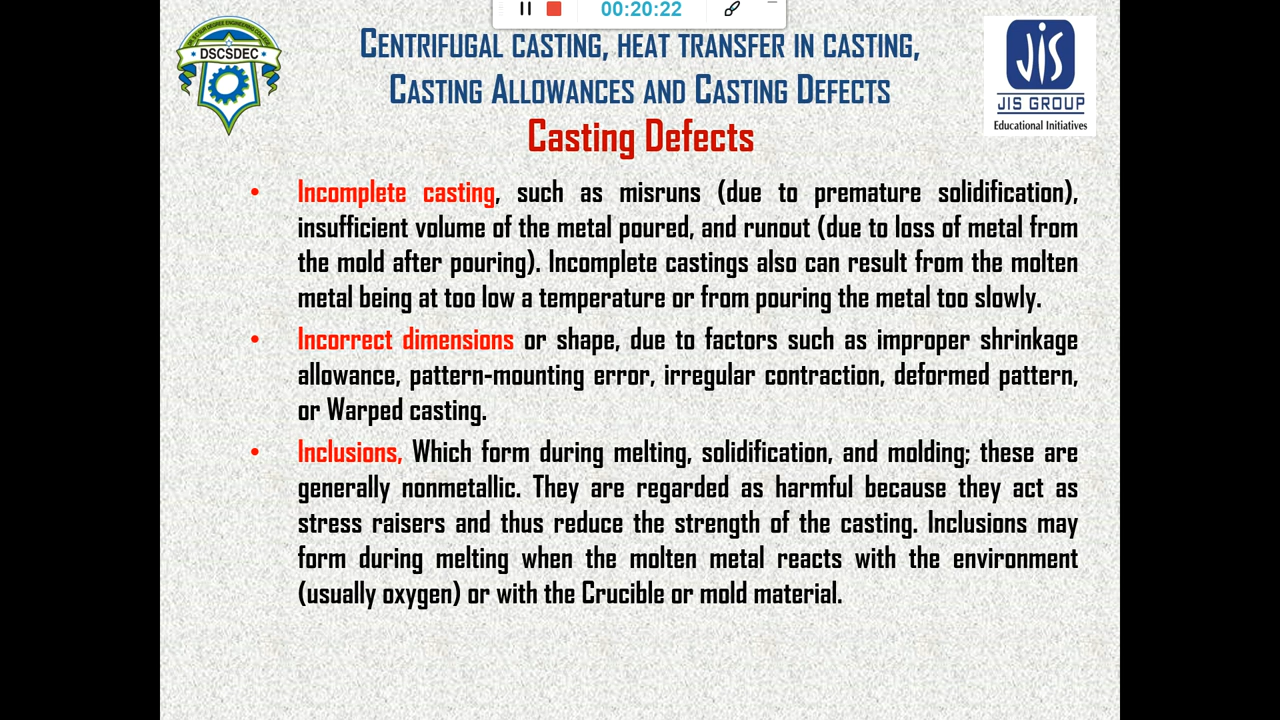 00:20:22
CENTRIFUGAL CASTING, HEAT TRANSFER IN CASTING,
CASTING ALLOWANCES AND CASTING DEFECTS
Casting Defects
DSCSDEC
JIS
JIS GROUP
Educational Initiatives
• Incomplete casting, such as misruns (due to premature solidification),
insufficient volume of the metal poured, and runout (due to loss of metal from
the mold after pouring). Incomplete castings also can result from the molten
metal being at too low a temperature or from pouring the metal too slowly.
• Incorrect dimensions or shape, due to factors such as improper shrinkage
allowance, pattern-mounting error, irregular contraction, deformed pattern,
or Warped casting.
• Inclusions, Which form during melting, solidification, and molding; these are
generally nonmetallic. They are regarded as harmful because they act as
stress raisers and thus reduce the strength of the casting. Inclusions may
form during melting when the molten metal reacts with the environment
(usually oxygen) or with the Crucible or mold material.